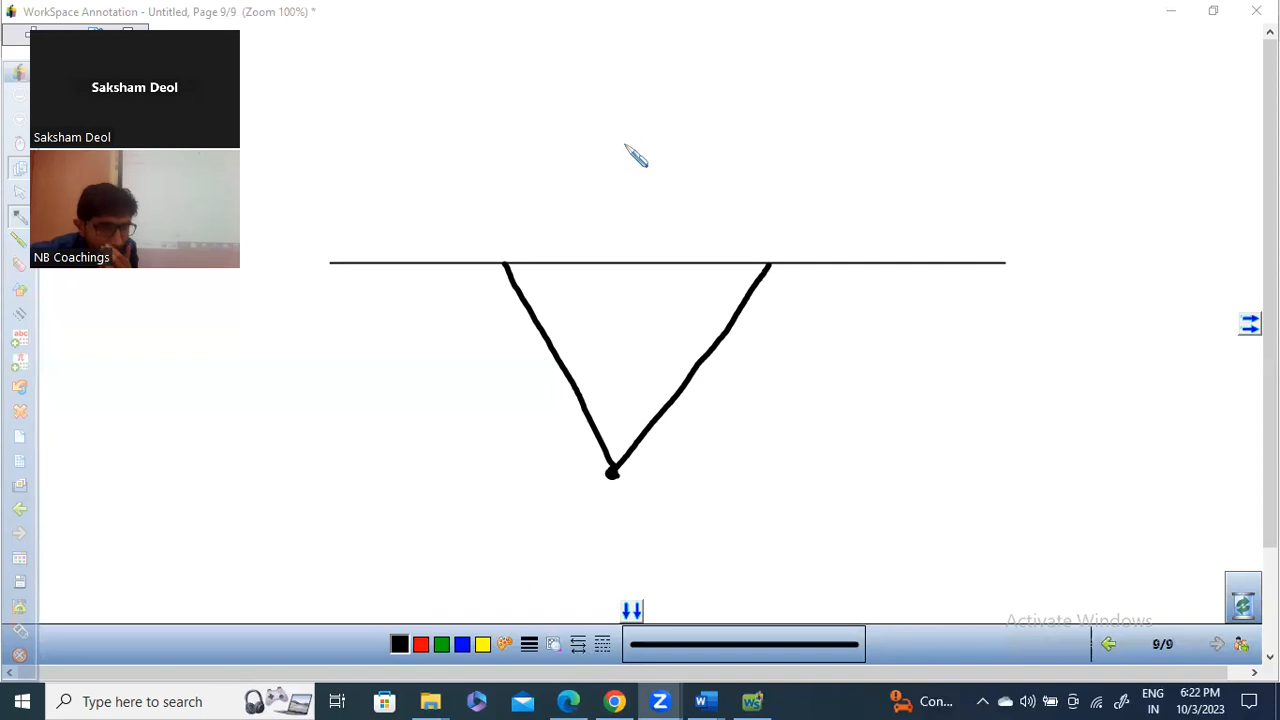 WorkSpace Annotation - Untitled, Page 9/9 (Zoom 100%) *
Saksham Deol
Saksham Deol
NB Coachings
abc
π
Activate Windows
9/9
Type here to search
Con...
ENG
IN
6:22 PM
10/3/2023